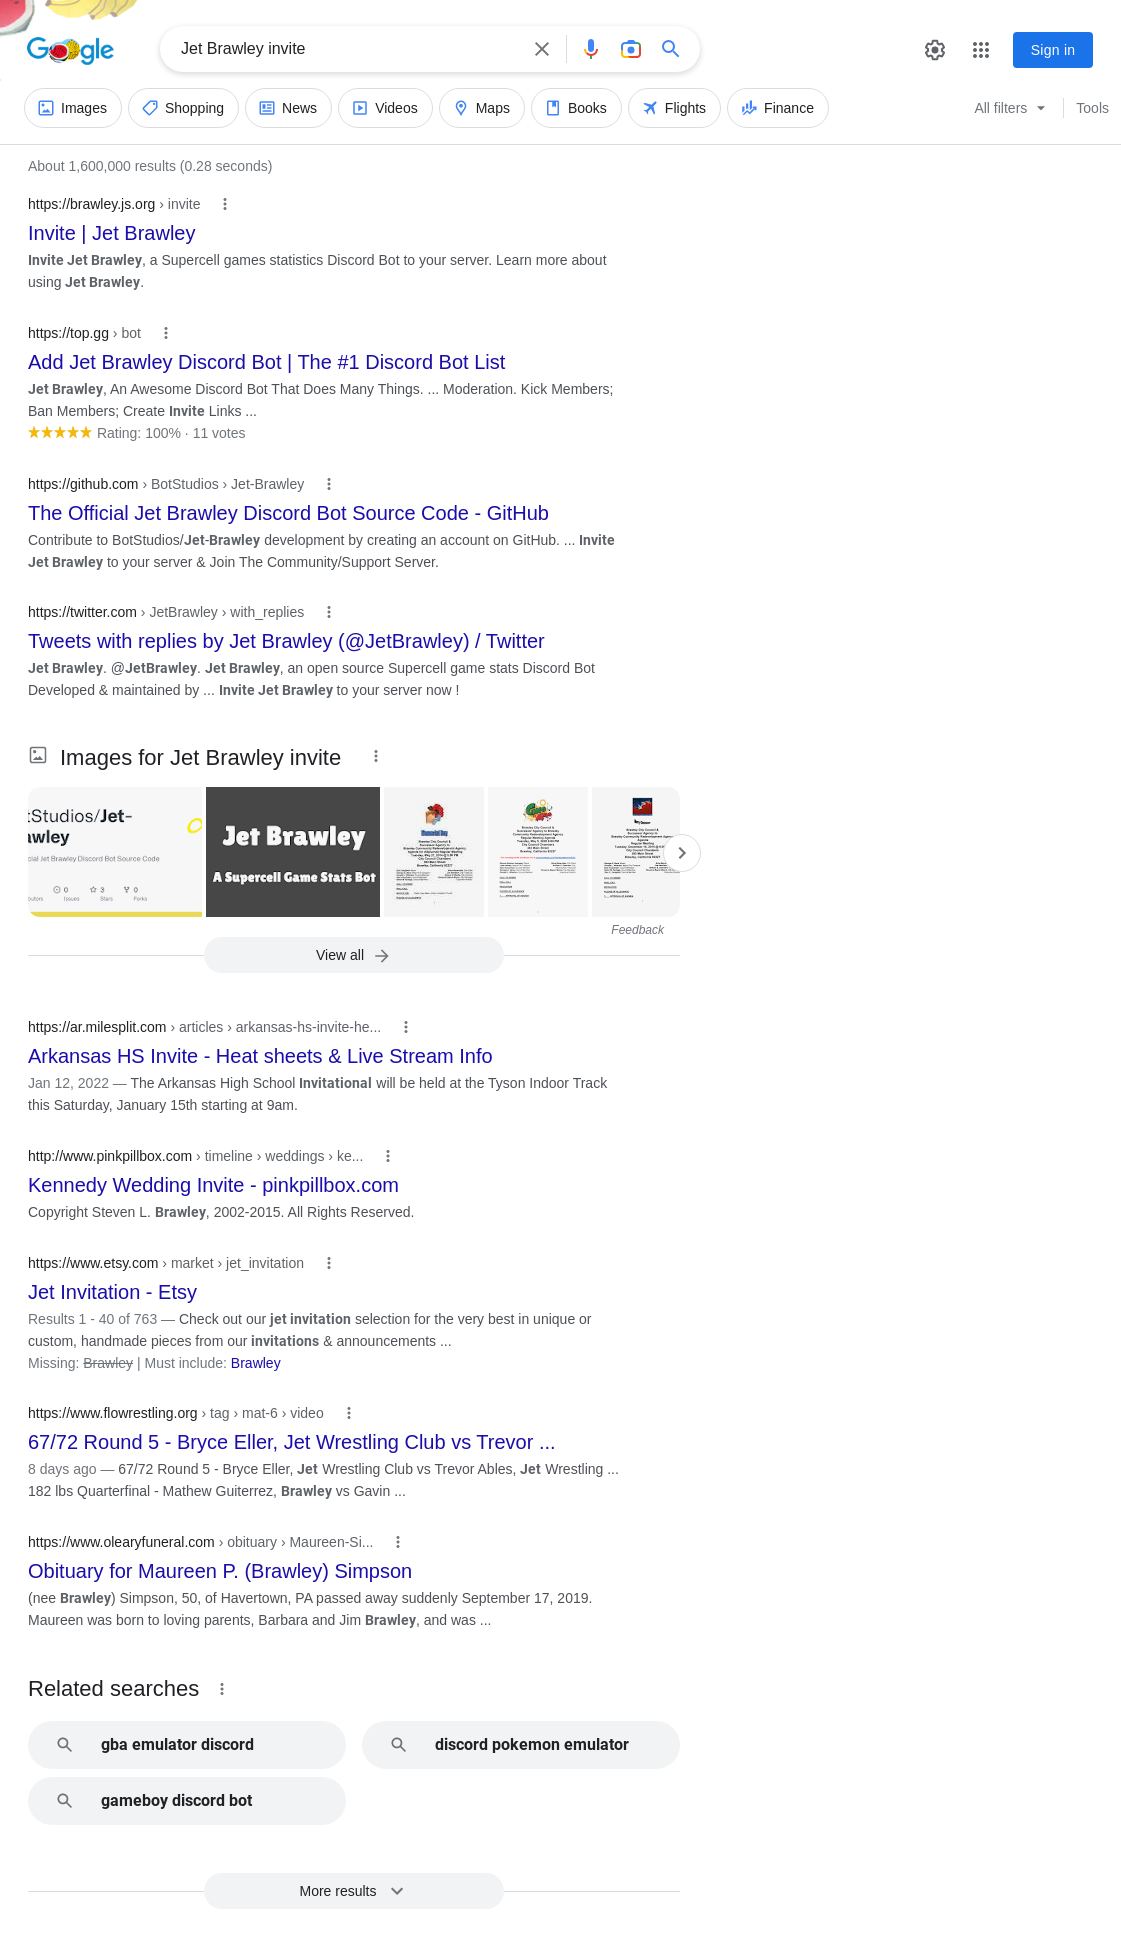 Google
Jet Brawley invite
Sign in
Images
Shopping
News
Videos
Maps
Books
Flights
Finance
All filters
Tools
About 1,600,000 results (0.28 seconds)
https://brawley.js.org › invite
Invite | Jet Brawley
Invite Jet Brawley, a Supercell games statistics Discord Bot to your server. Learn more about
using Jet Brawley.
https://top.gg › bot
Add Jet Brawley Discord Bot | The #1 Discord Bot List
Jet Brawley, An Awesome Discord Bot That Does Many Things. ... Moderation. Kick Members;
Ban Members; Create Invite Links ...
Rating: 100% · 11 votes
https://github.com › BotStudios › Jet-Brawley
The Official Jet Brawley Discord Bot Source Code - GitHub
Contribute to BotStudios/Jet-Brawley development by creating an account on GitHub. ... Invite
Jet Brawley to your server & Join The Community/Support Server.
https://twitter.com › JetBrawley › with_replies
Tweets with replies by Jet Brawley (@JetBrawley) / Twitter
Jet Brawley. @JetBrawley. Jet Brawley, an open source Supercell game stats Discord Bot
Developed & maintained by ... Invite Jet Brawley to your server now !
Images for Jet Brawley invite
tStudios/Jet-
wley
cial Jet Brawley Discord Bot Source Code
0
3
0
Issues
Stars
Forks
Jet Brawley
A Supercell Game Stats Bot
Feedback
View all
https://ar.milesplit.com › articles › arkansas-hs-invite-he...
Arkansas HS Invite - Heat sheets & Live Stream Info
Jan 12, 2022 — The Arkansas High School Invitational will be held at the Tyson Indoor Track
this Saturday, January 15th starting at 9am.
http://www.pinkpillbox.com › timeline › weddings › ke...
Kennedy Wedding Invite - pinkpillbox.com
Copyright Steven L. Brawley, 2002-2015. All Rights Reserved.
https://www.etsy.com › market › jet_invitation
Jet Invitation - Etsy
Results 1 - 40 of 763 — Check out our jet invitation selection for the very best in unique or
custom, handmade pieces from our invitations & announcements ...
Missing: Brawley | Must include: Brawley
https://www.flowrestling.org › tag › mat-6 › video
67/72 Round 5 - Bryce Eller, Jet Wrestling Club vs Trevor ...
8 days ago — 67/72 Round 5 - Bryce Eller, Jet Wrestling Club vs Trevor Ables, Jet Wrestling ...
182 lbs Quarterfinal - Mathew Guiterrez, Brawley vs Gavin ...
https://www.olearyfuneral.com › obituary › Maureen-Si...
Obituary for Maureen P. (Brawley) Simpson
(nee Brawley) Simpson, 50, of Havertown, PA passed away suddenly September 17, 2019.
Maureen was born to loving parents, Barbara and Jim Brawley, and was ...
Related searches
gba emulator discord
discord pokemon emulator
gameboy discord bot
More results